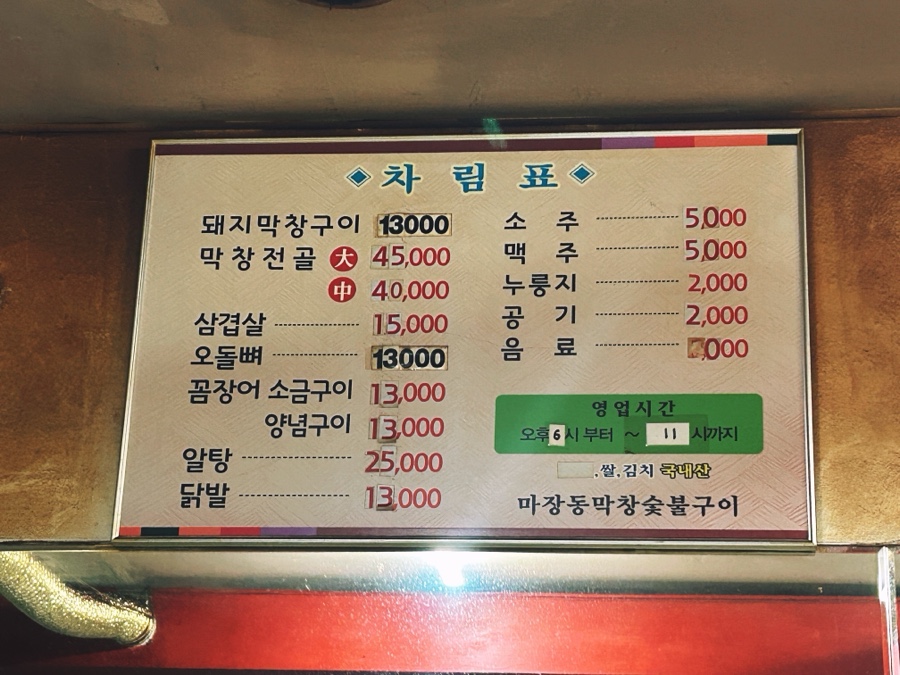 ◈차 림 표◈
돼지막창구이 13000
막창전골 大 45,000
中 40,000
삼겹살 15,000
오돌뼈 13000
꼼장어 소금구이 13,000
양념구이 13,000
알탕 25,000
닭발 13,000
소 주 5,000
맥 주 5,000
누룽지 2,000
공 기 2,000
음 료 ,000
영업시간
오후 6시 부터 ~ 11 시까지
,쌀,김치 국내산
마장동막창숯불구이